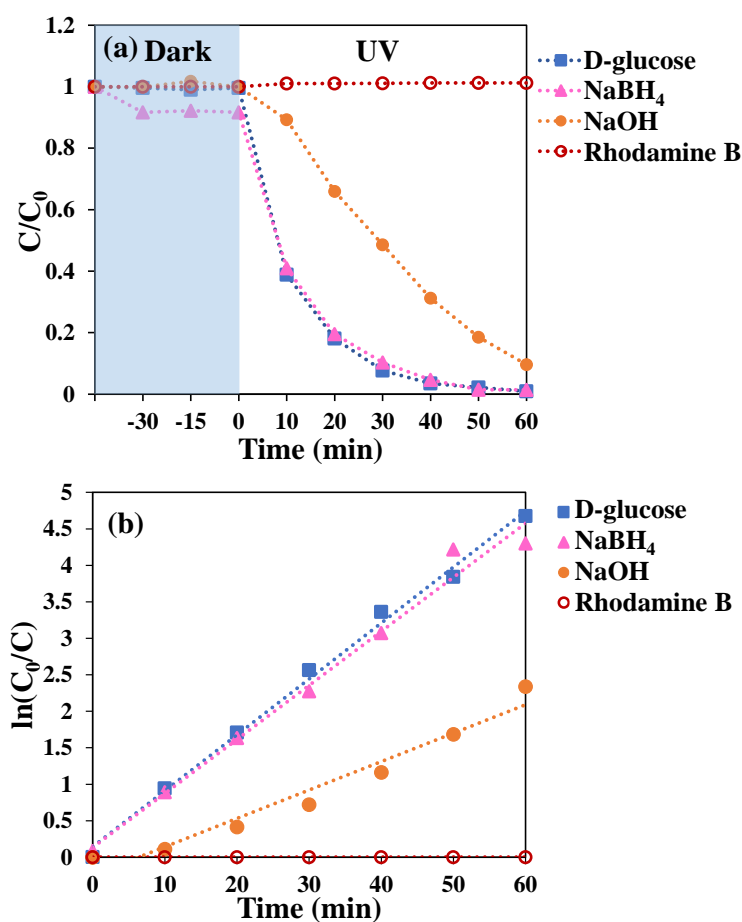 (a) Dark UV
1.2
1
0.8
0.6
0.4
0.2
0
C/C₀
-30 -15 0 10 20 30 40 50 60
Time (min)
D-glucose
NaBH₄
NaOH
Rhodamine B
(b)
5
4.5
4
3.5
3
2.5
2
1.5
1
0.5
0
ln(C₀/C)
0 10 20 30 40 50 60
Time (min)
D-glucose
NaBH₄
NaOH
Rhodamine B